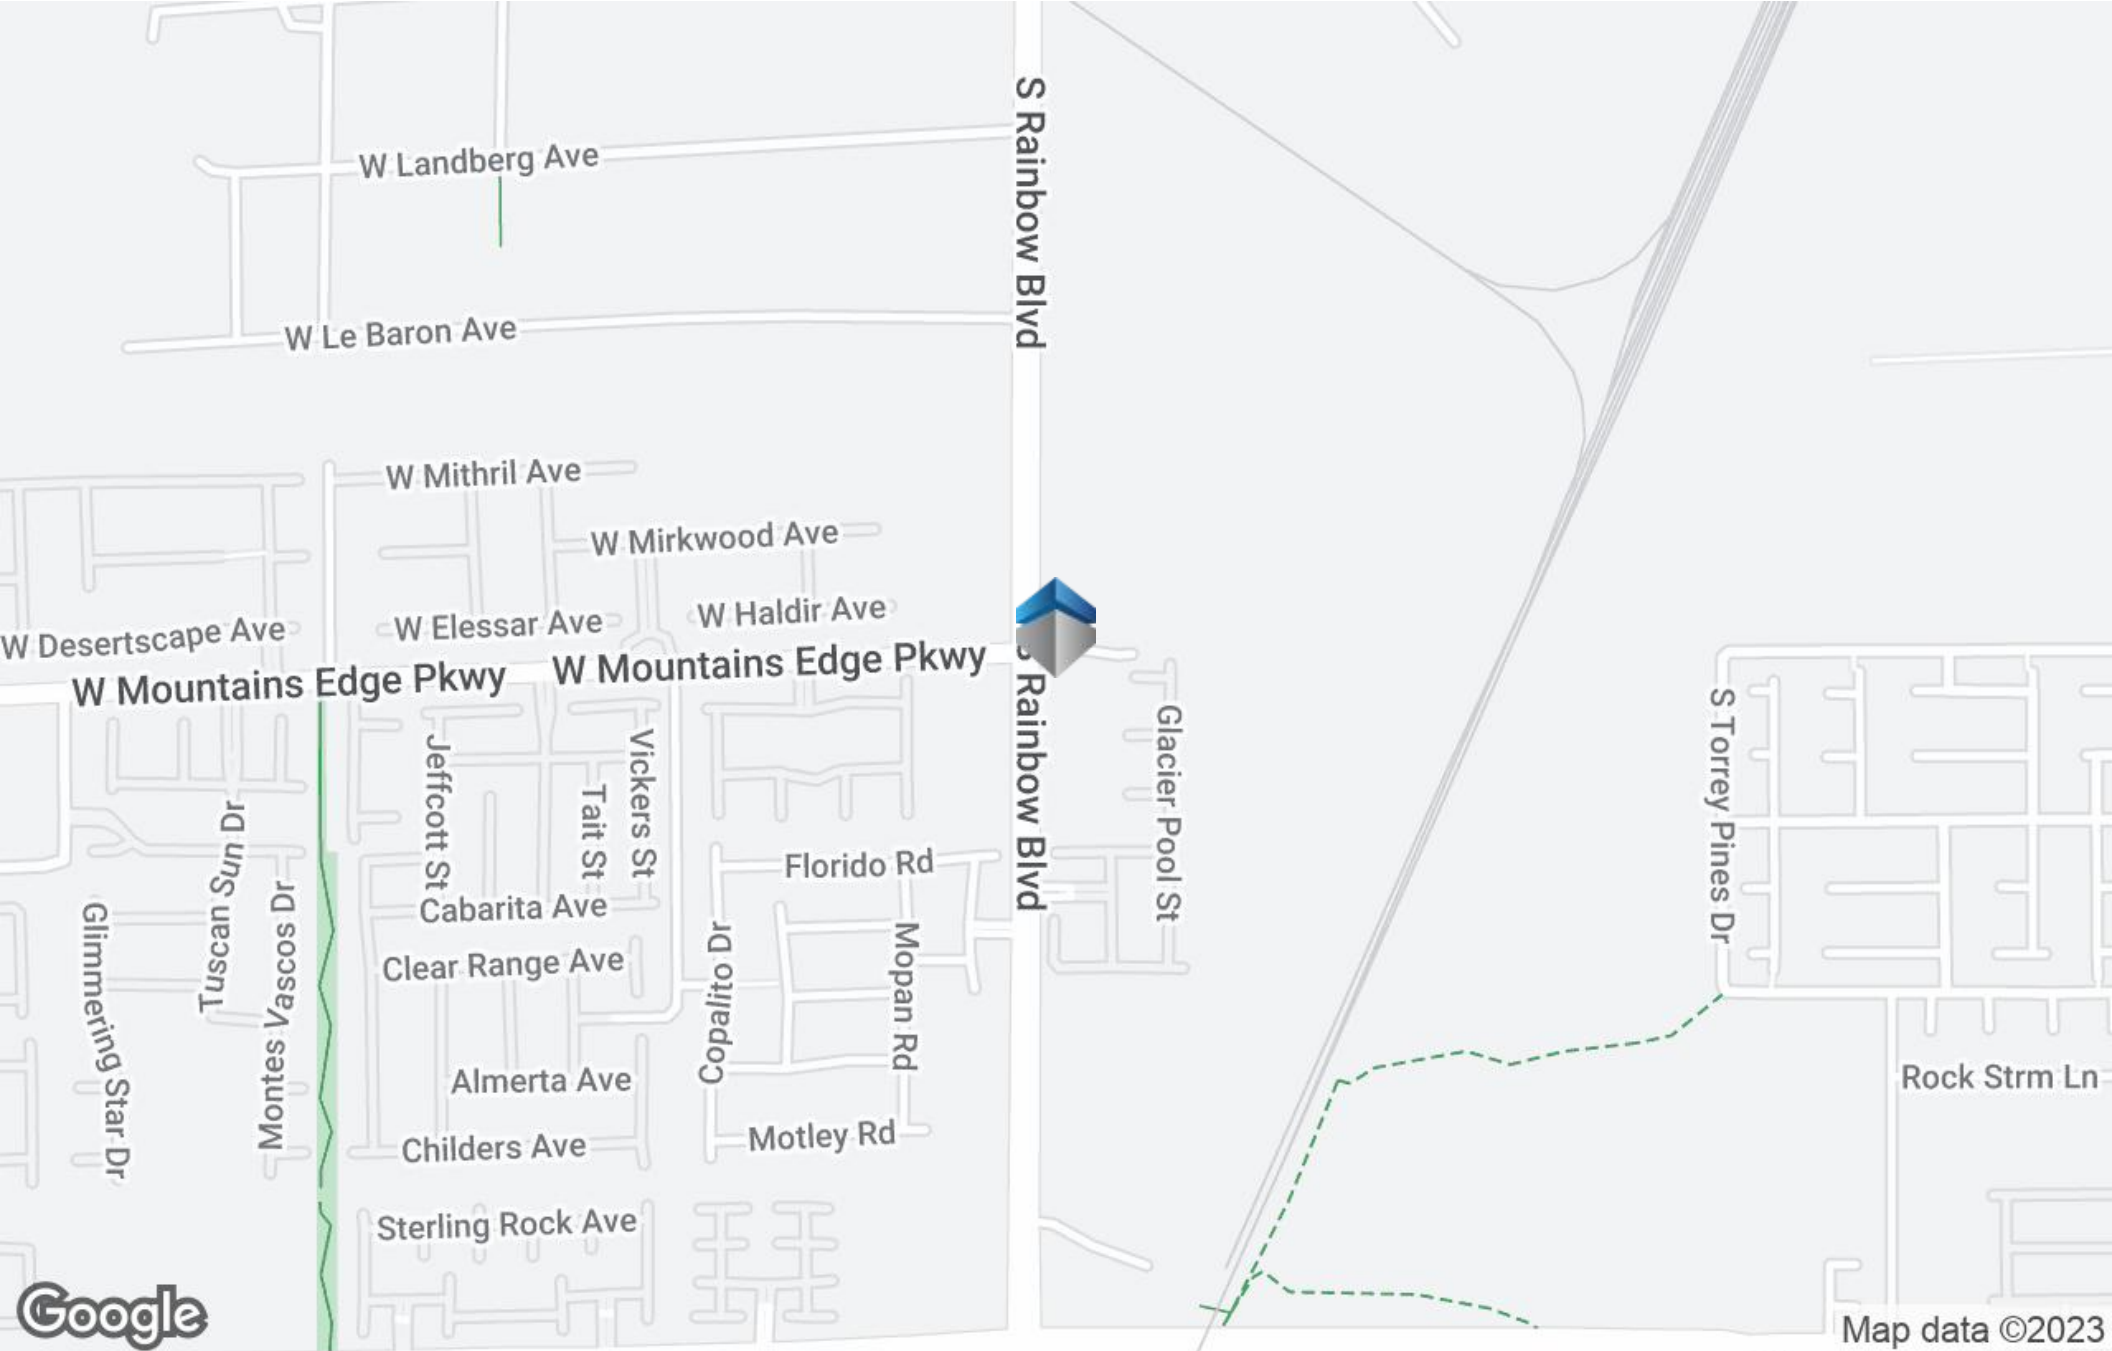 S Rainbow Blvd
W Landberg Ave
W Le Baron Ave
W Mithril Ave
W Mirkwood Ave
W Haldir Ave
W Elessar Ave
W Desertscape Ave
W Mountains Edge Pkwy
W Mountains Edge Pkwy
Rainbow Blvd
Glacier Pool St
S Torrey Pines Dr
Jeffcott St
Vickers St
Tait St
Tuscan Sun Dr
Florido Rd
Montes Vascos Dr
Cabarita Ave
Glimmering Star Dr
Clear Range Ave
Copalito Dr
Mopan Rd
Almerta Ave
Rock Strm Ln
Childers Ave
Motley Rd
Sterling Rock Ave
Google
Map data ©2023